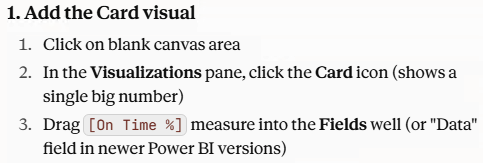 1. Add the Card visual
1. Click on blank canvas area
2. In the Visualizations pane, click the Card icon (shows a
single big number)
3. Drag [On Time %] measure into the Fields well (or "Data"
field in newer Power BI versions)